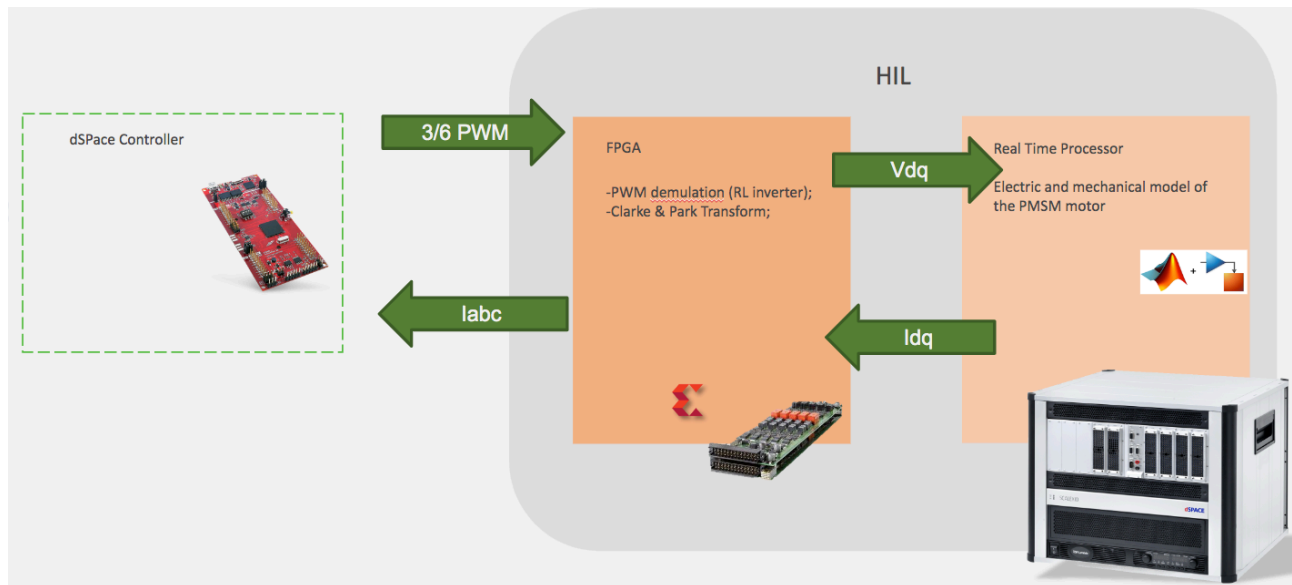 HIL
dSPace Controller
3/6 PWM
FPGA
-PWM demulation (RL inverter);
-Clarke & Park Transform;
Vdq
Real Time Processor
Electric and mechanical model of
the PMSM motor
+
Iabc
Idq
dSPACE